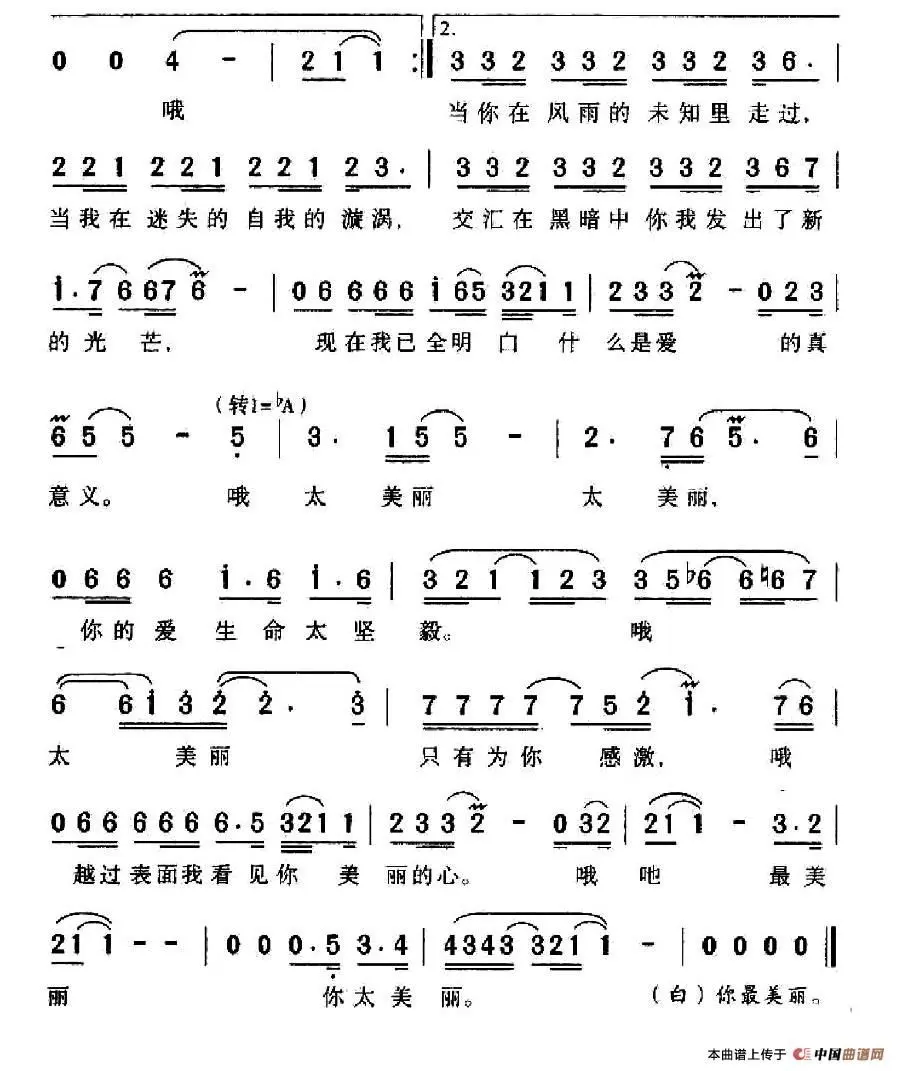 2.
0 0 4 - | 2 1 1 :‖ 3 3 2 3 3 2 3 3 2 3 6 . |
哦 当你在风雨的未知里走过,
2 2 1 2 2 1 2 2 1 2 3 . | 3 3 2 3 3 2 3 3 2 3 6 7
当我在迷失的自我的漩涡, 交汇在黑暗中你我发出了新
1 . 7 6 6 7 6 - | 0 6 6 6 6 1 6 5 3 2 1 1 | 2 3 3 2 - 0 2 3 |
的光芒, 现在我已全明白什么是爱 的真
(转1=♭A)
6 5 5 - 5 | 3 . 1 5 5 - | 2 . 7 6 5 . 6
意义。 哦 太 美丽 太 美丽,
0 6 6 6 1 . 6 1 . 6 | 3 2 1 1 2 3 3 5 ♭6 6 ♮6 7
你的爱生命太坚毅。 哦
6 6 1 3 2 2 . 3 | 7 7 7 7 7 5 2 1 . 7 6 |
太 美丽 只有为你感激, 哦
0 6 6 6 6 6 6 . 5 3 2 1 1 | 2 3 3 2 - 0 3 2 | 2 1 1 - 3 . 2 |
越过表面我看见你美丽的心。 哦 吔 最美
2 1 1 - - | 0 0 0 . 5 3 . 4 | 4 3 4 3 3 2 1 1 - | 0 0 0 0 ‖
丽 你太美丽。 (白)你最美丽。
本曲谱上传于 中国曲谱网